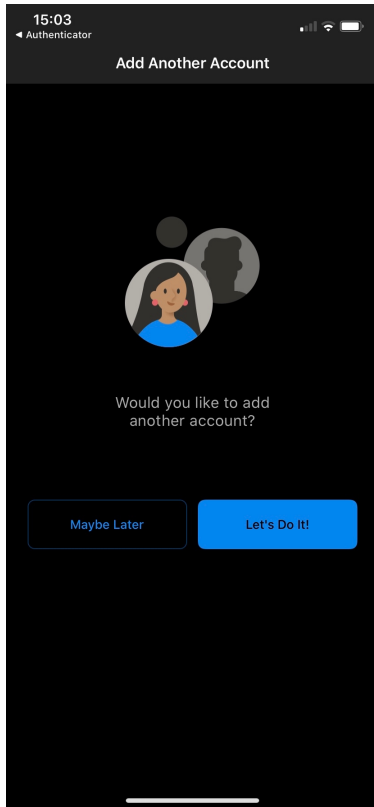 15:03
◀ Authenticator
Add Another Account
Would you like to add
another account?
Maybe Later
Let's Do It!